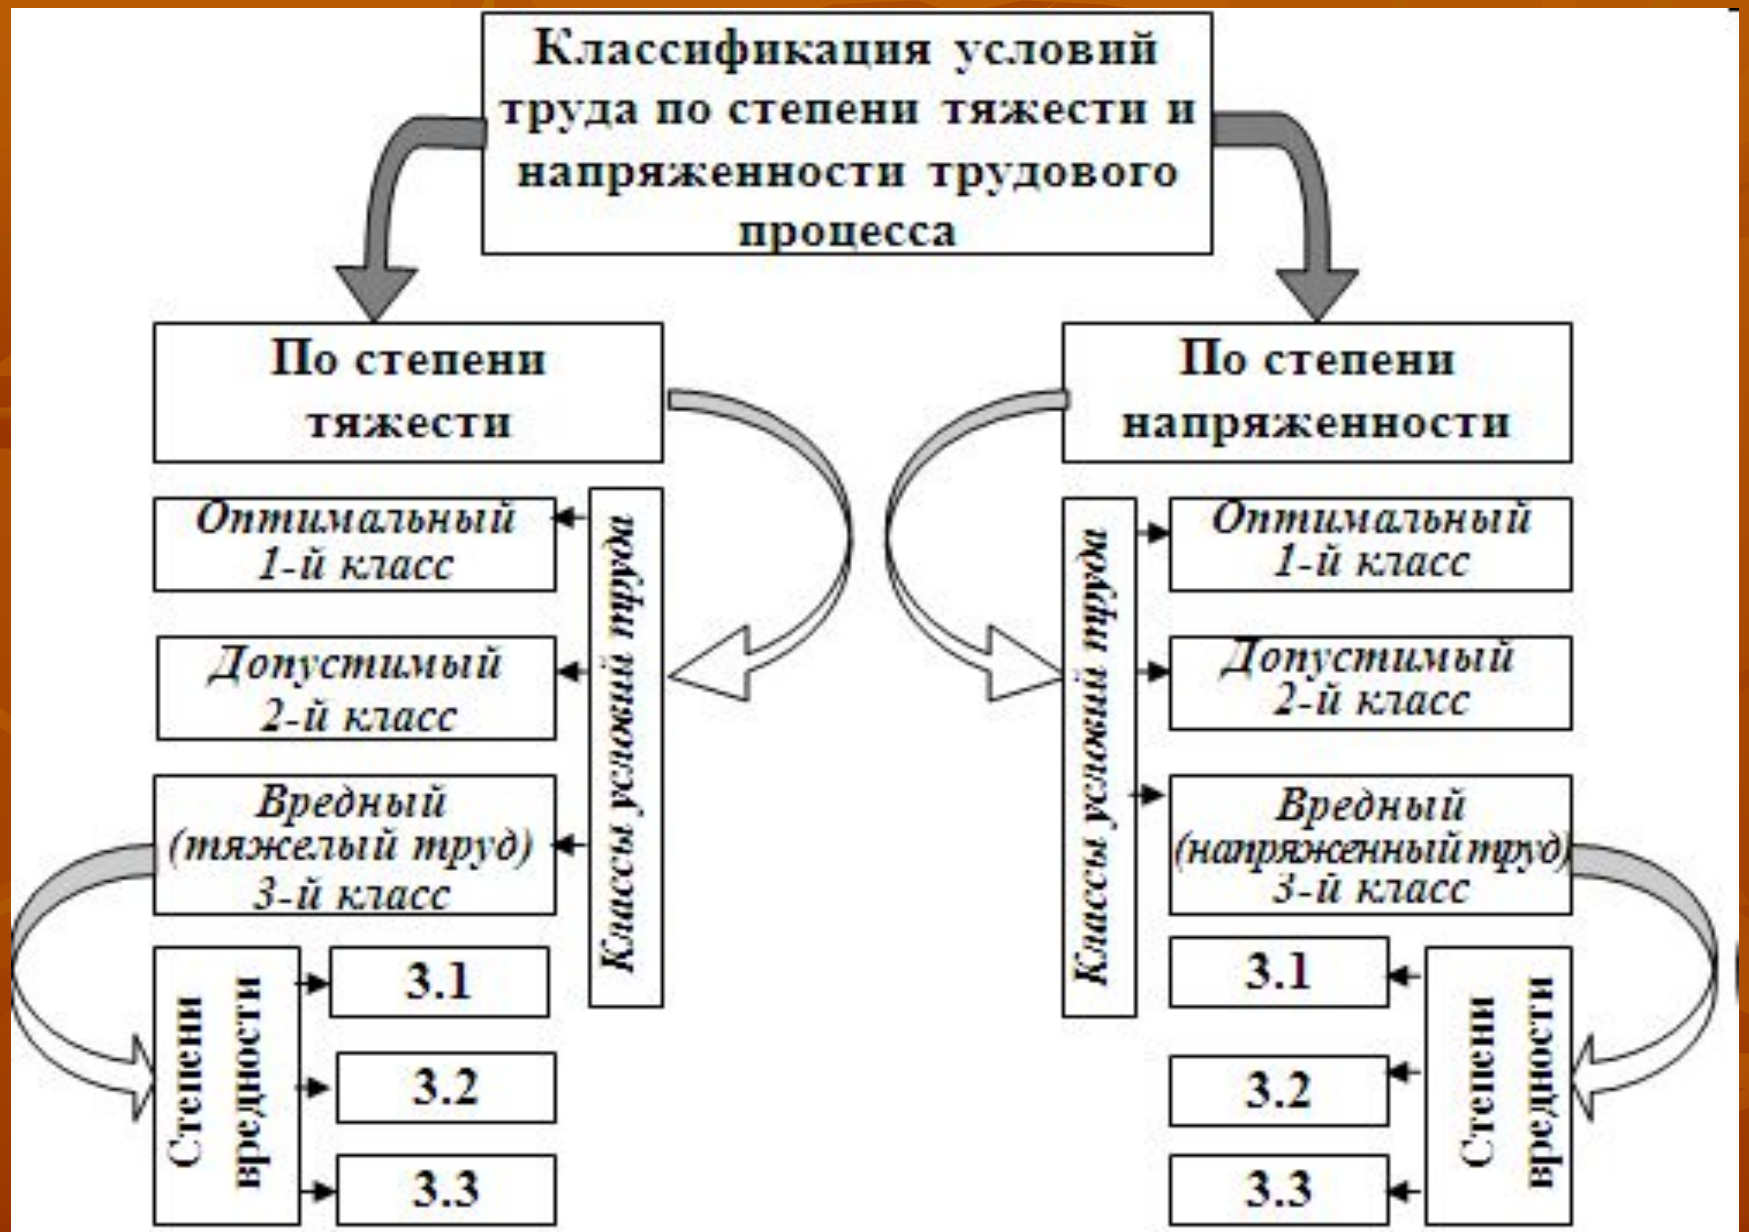 Классификация условий
труда по степени тяжести и
напряженности трудового
процесса
По степени
тяжести
Оптимальный
1-й класс
Допустимый
2-й класс
Вредный
(тяжелый труд)
3-й класс
Классы условий труда
Степени
вредности
3.1
3.2
3.3
По степени
напряженности
Классы условий труда
Оптимальный
1-й класс
Допустимый
2-й класс
Вредный
(напряженный труд)
3-й класс
3.1
3.2
3.3
Степени
вредности